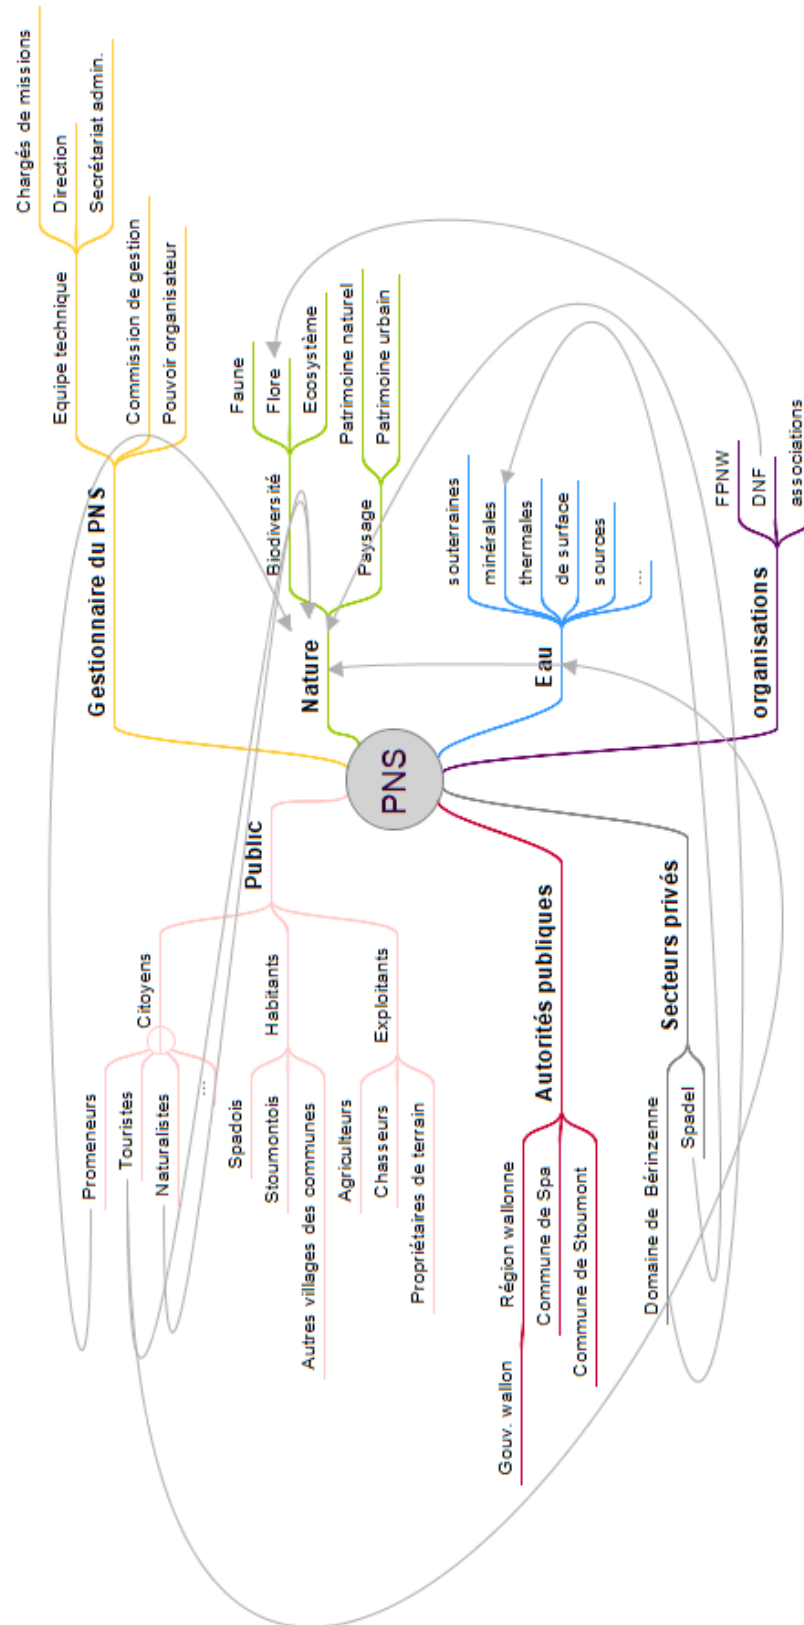 PNS
Gestionnaire du PNS
Equipe technique
Chargés de missions
Direction
Secrétariat admin.
Commission de gestion
Pouvoir organisateur
Nature
Biodiversité
Faune
Flore
Ecosystème
Paysage
Patrimoine naturel
Patrimoine urbain
Eau
souterraines
minérales
thermales
de surface
sources
...
organisations
FPNW
DNF
associations
Public
Citoyens
Promeneurs
Touristes
Naturalistes
...
Habitants
Spadois
Stoumontois
Autres villages des communes
Exploitants
Agriculteurs
Chasseurs
Propriétaires de terrain
Autorités publiques
Région wallonne
Gouv. wallon
Commune de Spa
Commune de Stoumont
Secteurs privés
Domaine de Bérinzenne
Spadel